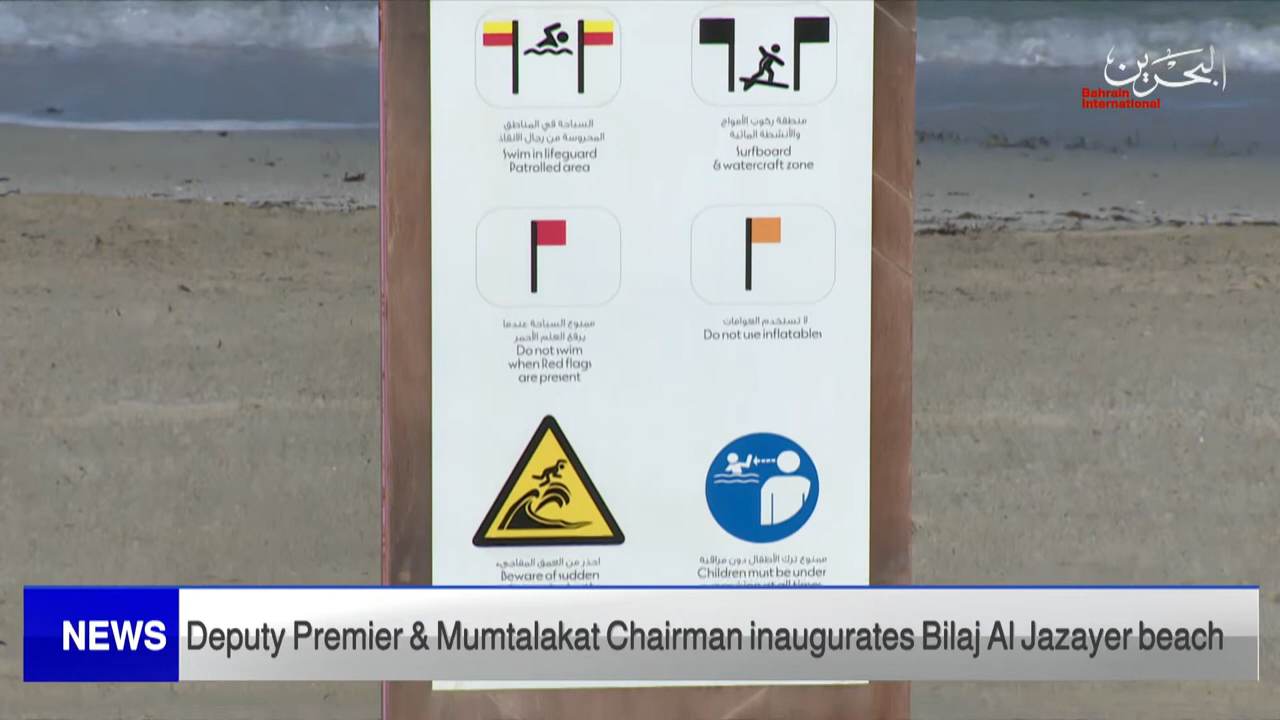 البحرين
Bahrain
International
السباحة في المناطق
المحروسة من رجال الانقاذ
Swim in lifeguard
Patrolled area
منطقة ركوب الأمواج
والأنشطة المائية
Surfboard
& watercraft zone
ممنوع السباحة عندما
يرفع العلم الأحمر
Do not swim
when Red flags
are present
لا تستخدم العوامات
Do not use inflatables
احذر من العمق المفاجىء
Beware of sudden
ممنوع ترك الأطفال دون مراقبة
Children must be under
NEWS
Deputy Premier & Mumtalakat Chairman inaugurates Bilaj Al Jazayer beach